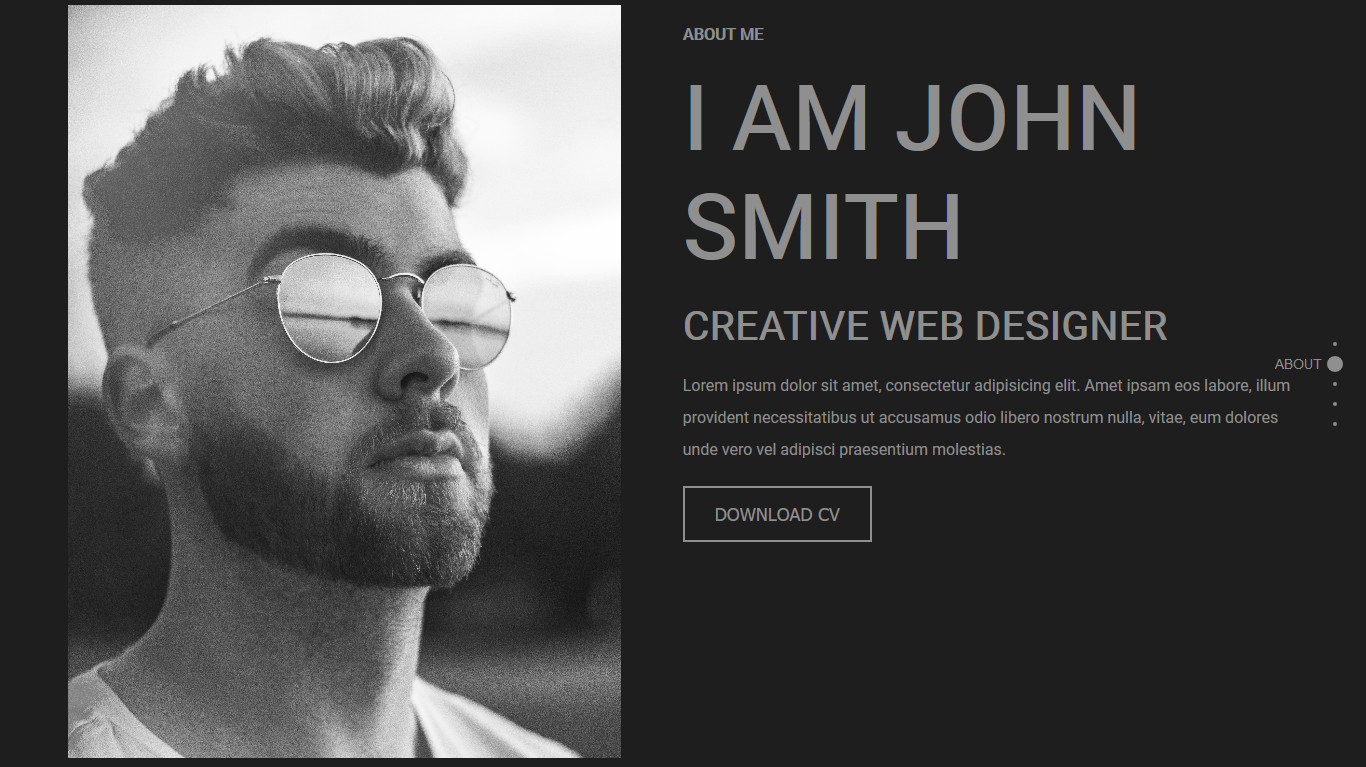 ABOUT ME
I AM JOHN
SMITH
CREATIVE WEB DESIGNER
ABOUT
Lorem ipsum dolor sit amet, consectetur adipisicing elit. Amet ipsam eos labore, illum
provident necessitatibus ut accusamus odio libero nostrum nulla, vitae, eum dolores
unde vero vel adipisci praesentium molestias.
DOWNLOAD CV